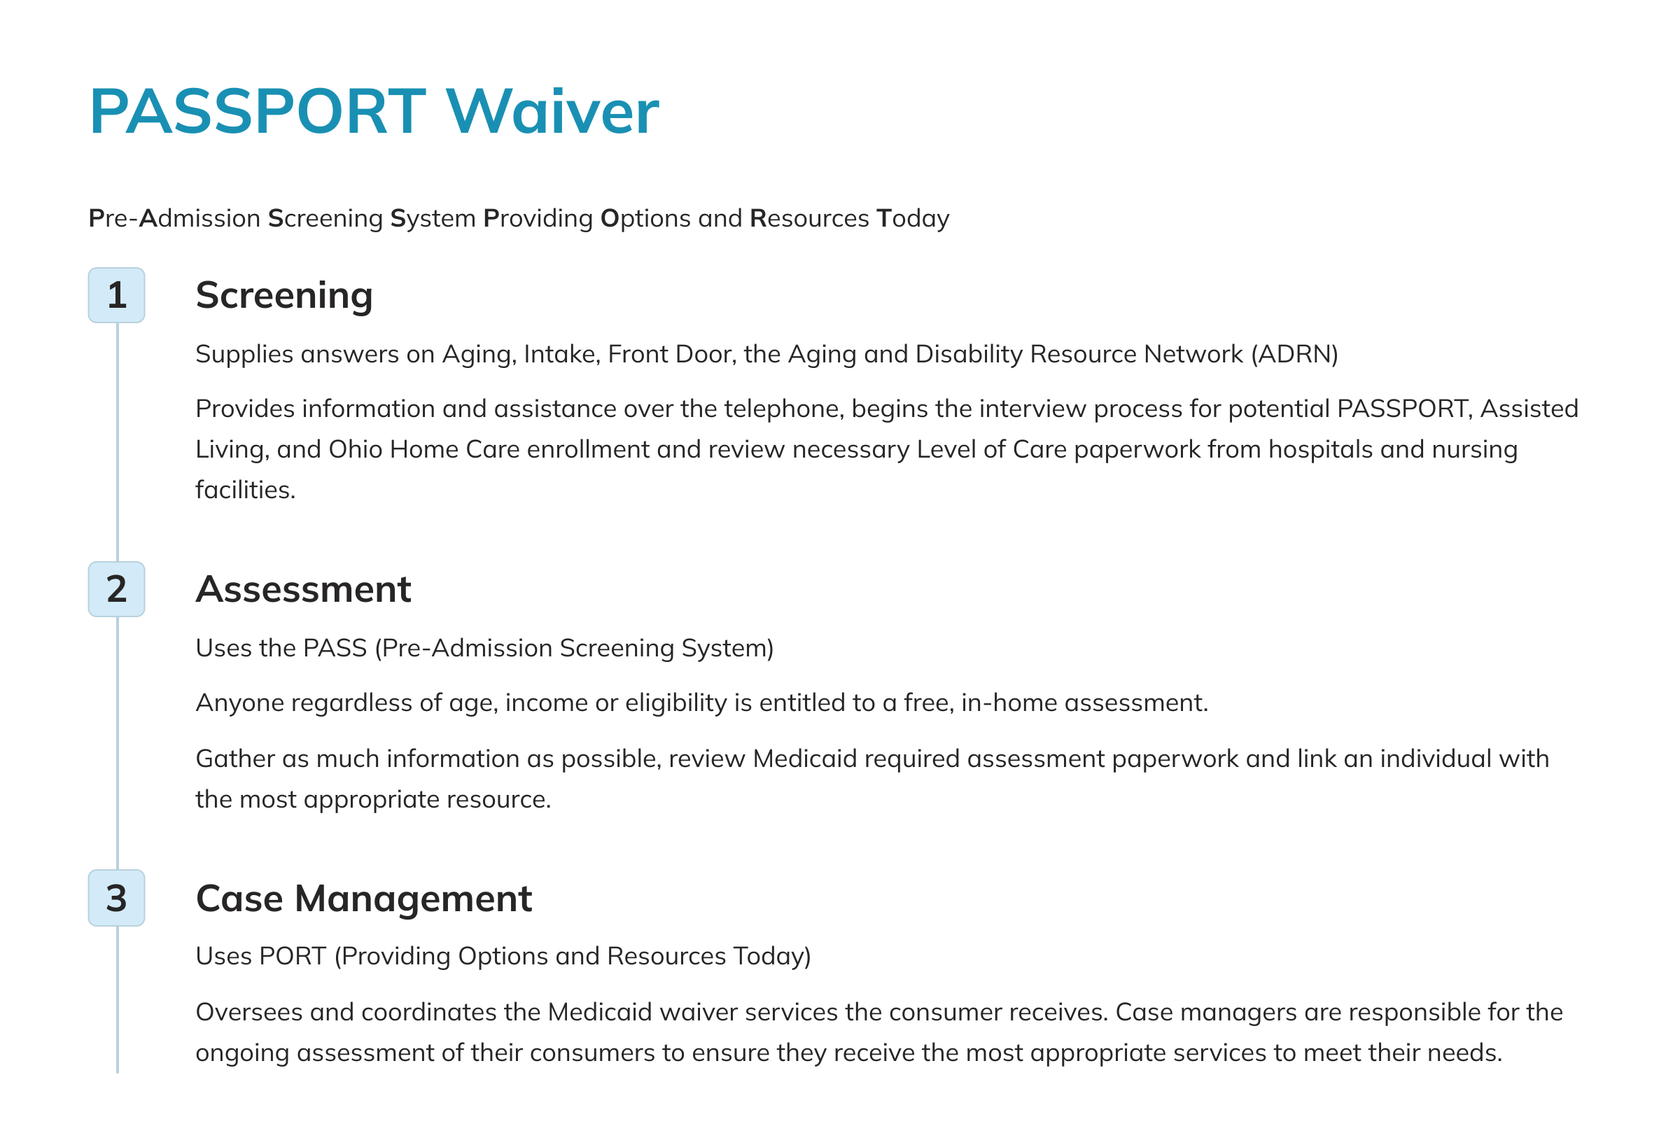 PASSPORT Waiver
Pre-Admission Screening System Providing Options and Resources Today
1
Screening
Supplies answers on Aging, Intake, Front Door, the Aging and Disability Resource Network (ADRN)
Provides information and assistance over the telephone, begins the interview process for potential PASSPORT, Assisted
Living, and Ohio Home Care enrollment and review necessary Level of Care paperwork from hospitals and nursing
facilities.
2
Assessment
Uses the PASS (Pre-Admission Screening System)
Anyone regardless of age, income or eligibility is entitled to a free, in-home assessment.
Gather as much information as possible, review Medicaid required assessment paperwork and link an individual with
the most appropriate resource.
3
Case Management
Uses PORT (Providing Options and Resources Today)
Oversees and coordinates the Medicaid waiver services the consumer receives. Case managers are responsible for the
ongoing assessment of their consumers to ensure they receive the most appropriate services to meet their needs.